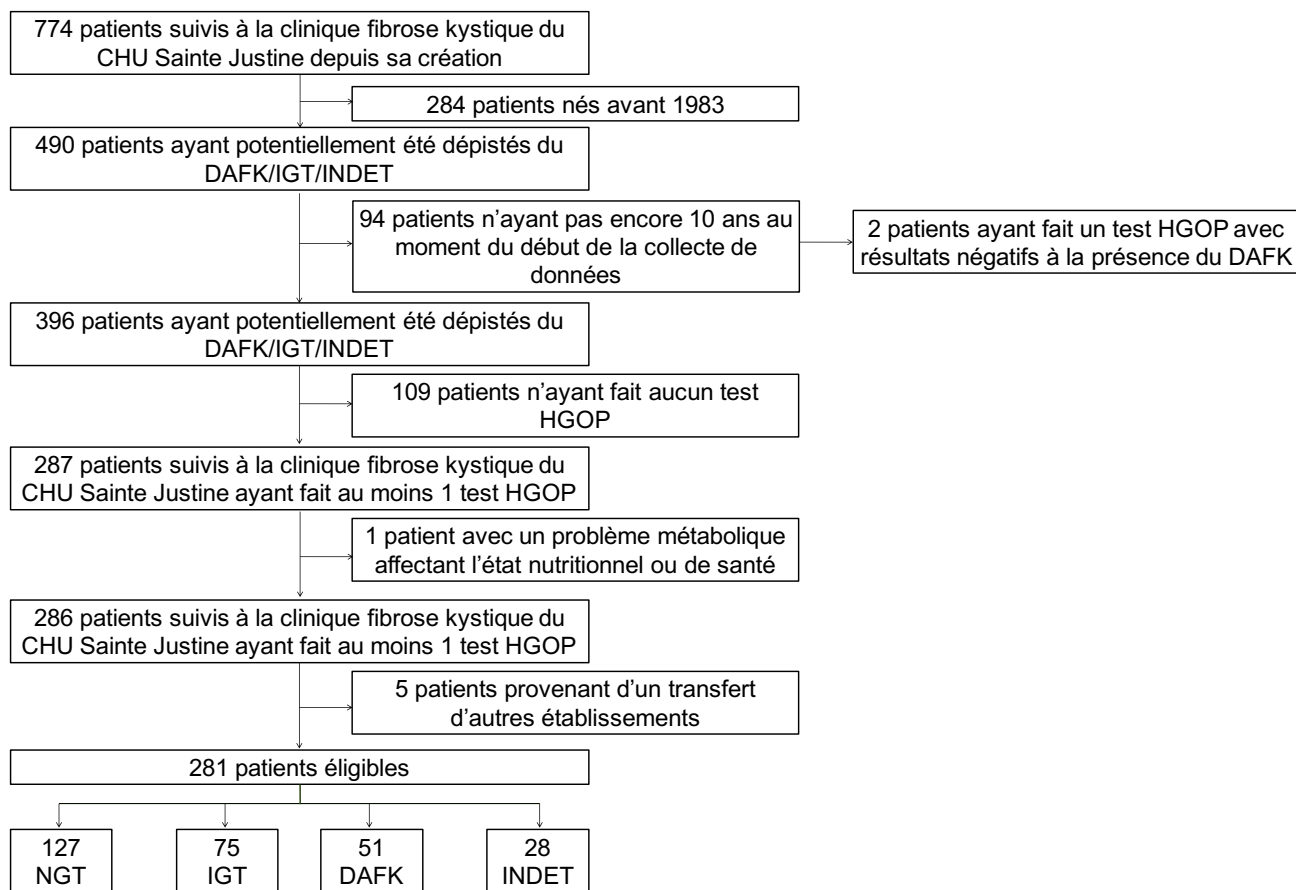 774 patients suivis à la clinique fibrose kystique du
CHU Sainte Justine depuis sa création
284 patients nés avant 1983
490 patients ayant potentiellement été dépistés du
DAFK/IGT/INDET
94 patients n'ayant pas encore 10 ans au
moment du début de la collecte de
données
2 patients ayant fait un test HGOP avec
résultats négatifs à la présence du DAFK
396 patients ayant potentiellement été dépistés du
DAFK/IGT/INDET
109 patients n'ayant fait aucun test
HGOP
287 patients suivis à la clinique fibrose kystique du
CHU Sainte Justine ayant fait au moins 1 test HGOP
1 patient avec un problème métabolique
affectant l'état nutritionnel ou de santé
286 patients suivis à la clinique fibrose kystique du
CHU Sainte Justine ayant fait au moins 1 test HGOP
5 patients provenant d'un transfert
d'autres établissements
281 patients éligibles
127
NGT
75
IGT
51
DAFK
28
INDET